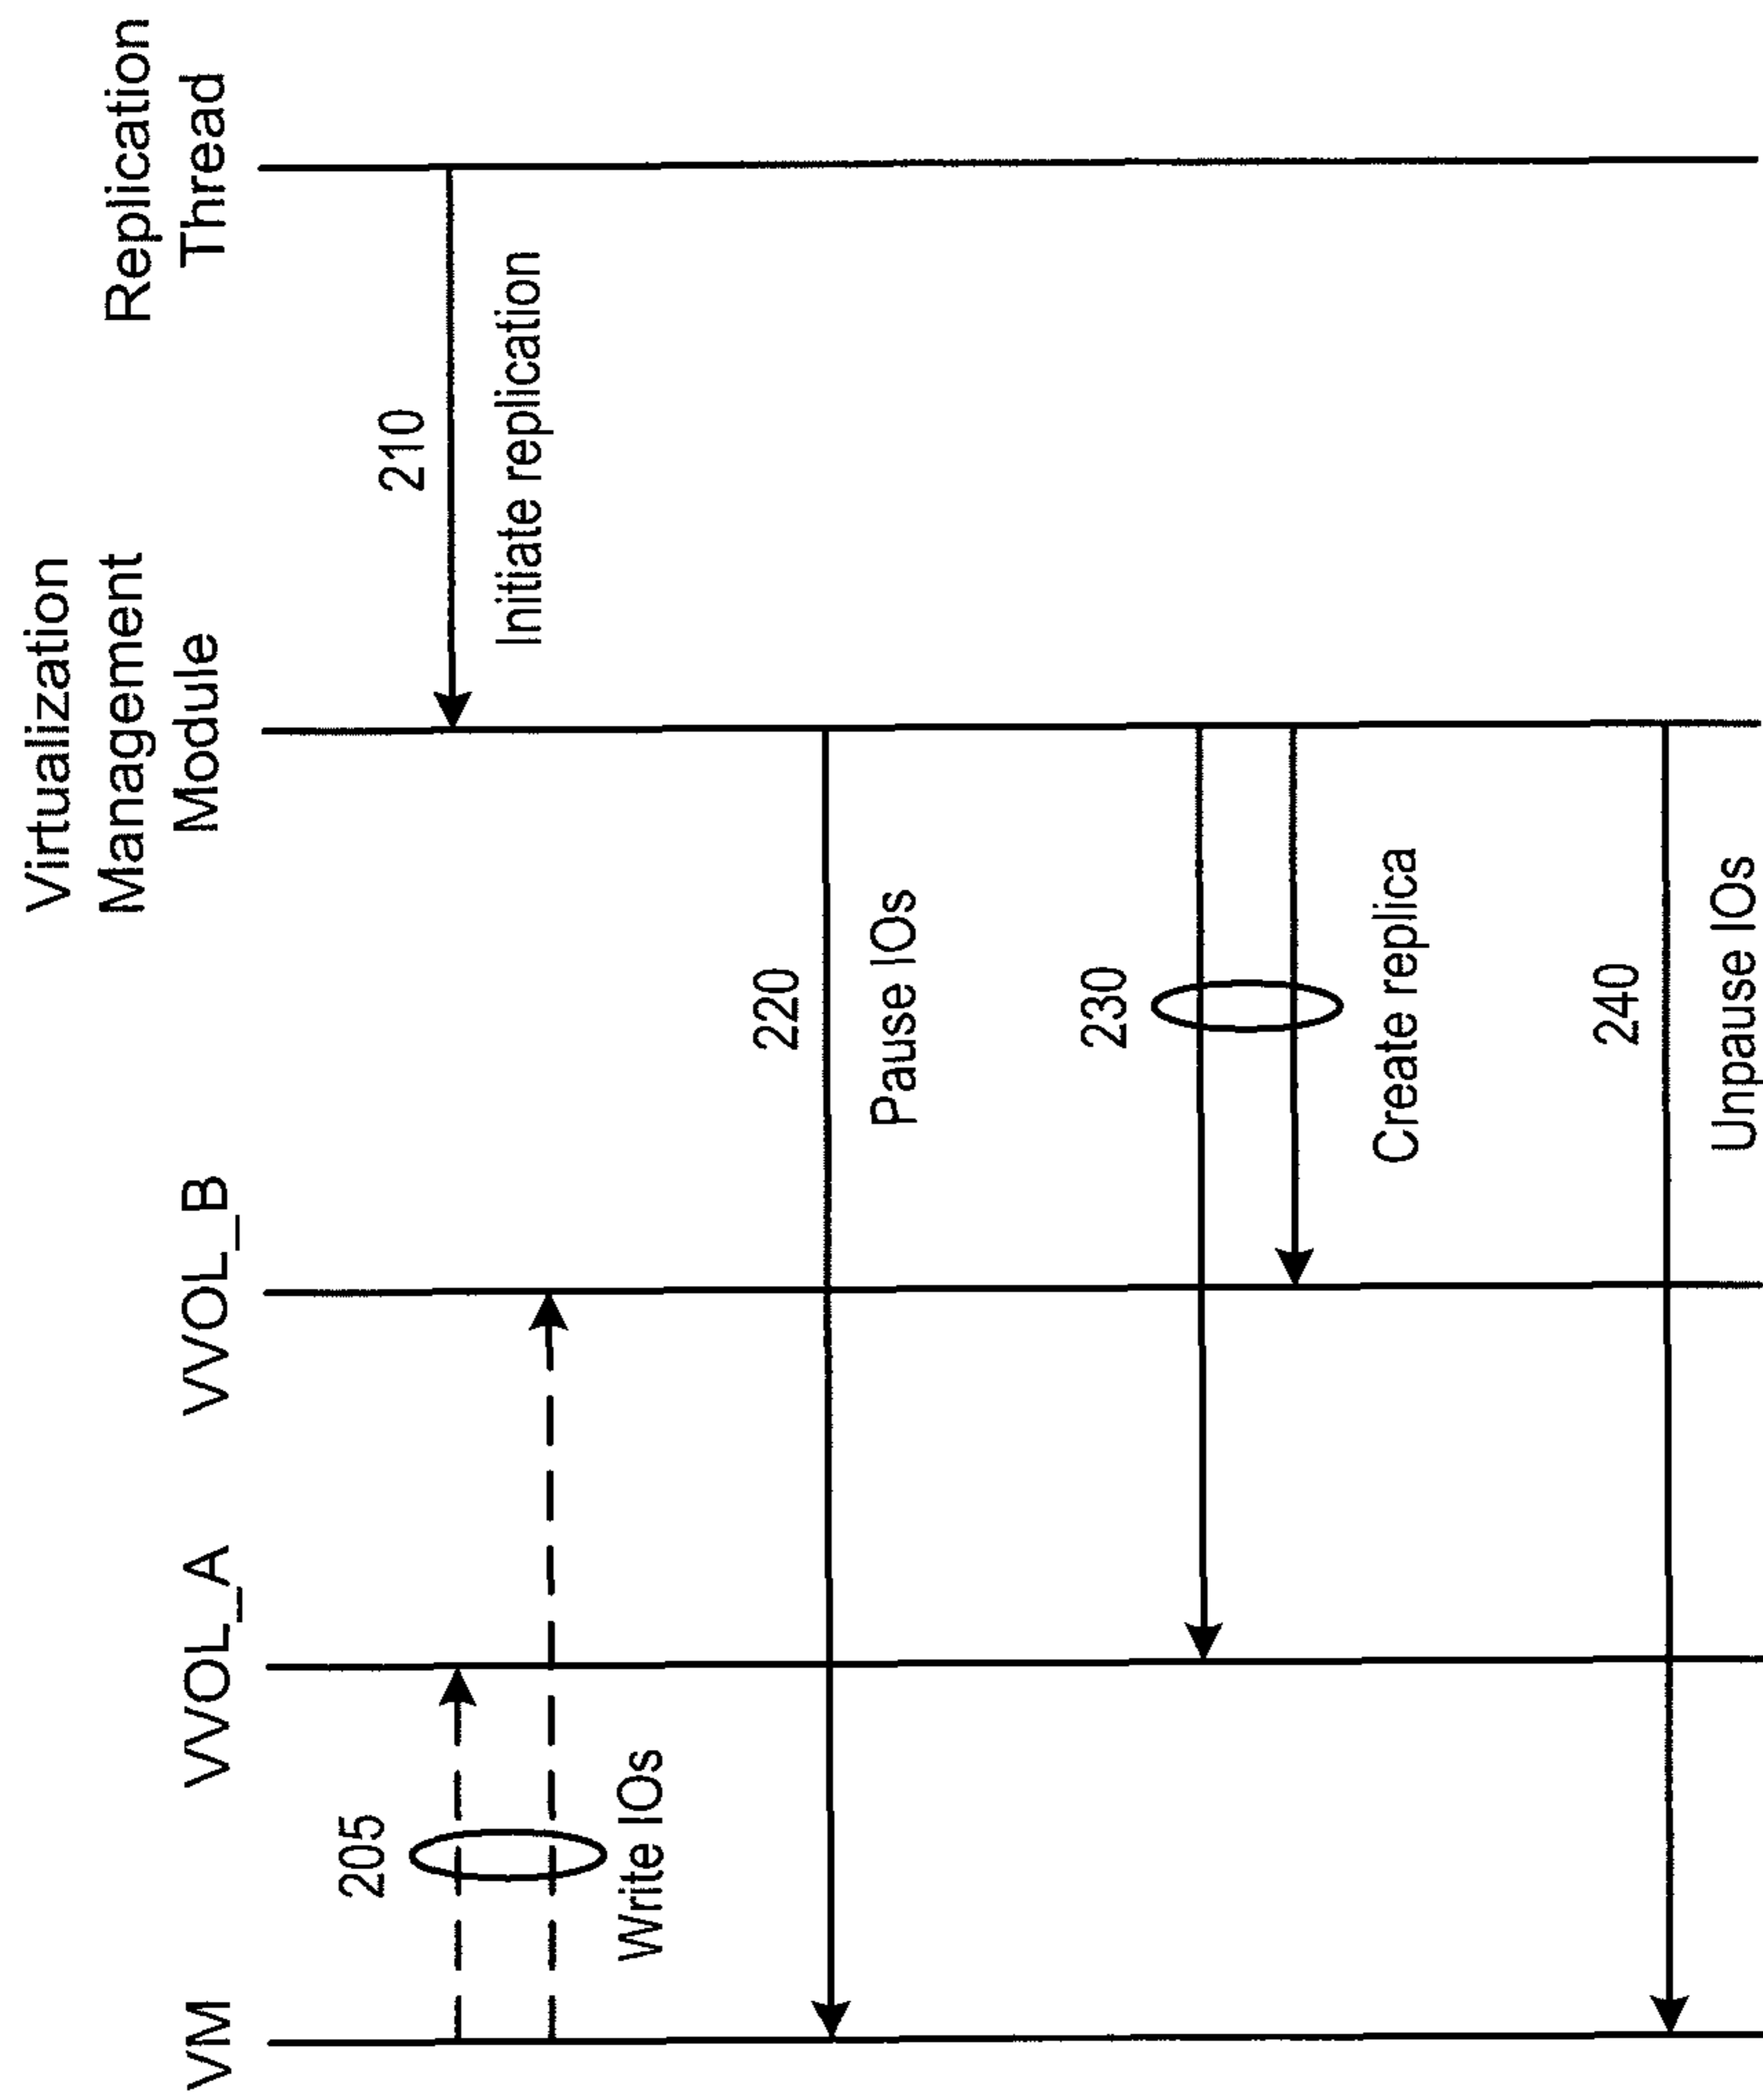 VM
VVOL_A
VVOL_B
Virtualization
Management
Module
Replication
Thread
205
Write IOs
210
Initiate replication
220
Pause IOs
230
Create replica
240
Unpause IOs